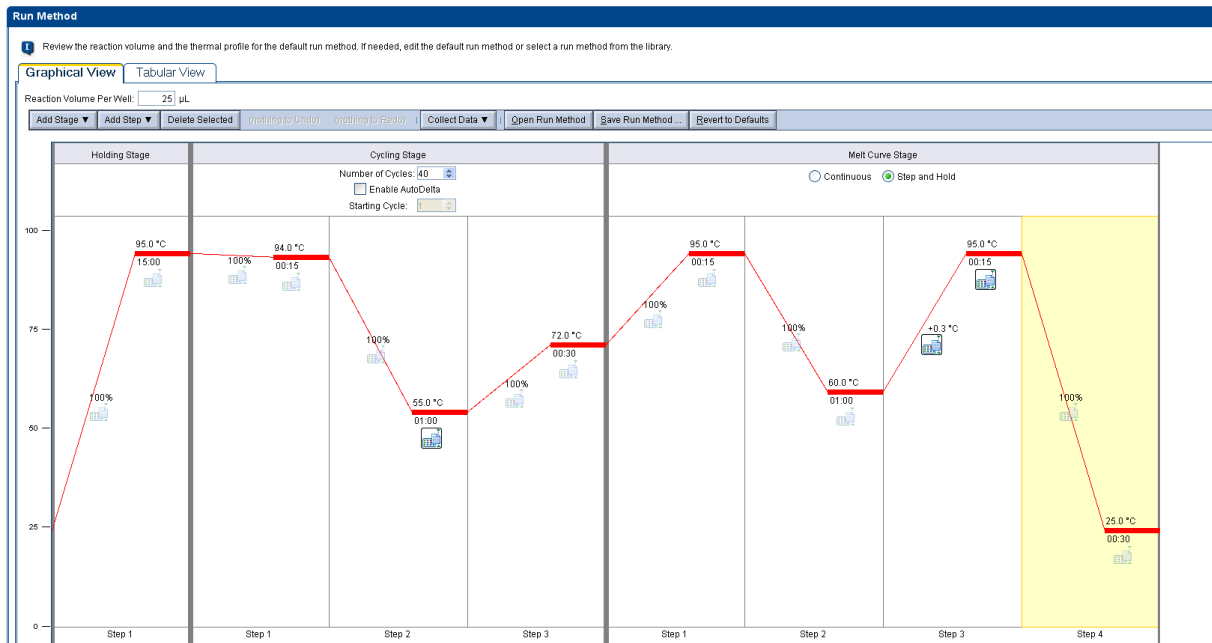 Run Method
Review the reaction volume and the thermal profile for the default run method. If needed, edit the default run method or select a run method from the library.
Graphical View Tabular View
Reaction Volume Per Well: 25 µL
Add Stage ▼ Add Step ▼ Delete Selected (nothing to Undo) (nothing to Redo) Collect Data ▼ Open Run Method Save Run Method ... Revert to Defaults
Holding Stage Cycling Stage Melt Curve Stage
Number of Cycles: 40
Enable AutoDelta
Starting Cycle: 1
Continuous Step and Hold
100
75
50
25
0
100%
95.0 °C
15:00
100%
94.0 °C
00:15
100%
55.0 °C
01:00
100%
72.0 °C
00:30
100%
95.0 °C
00:15
100%
60.0 °C
01:00
+0.3 °C
95.0 °C
00:15
100%
25.0 °C
00:30
Step 1 Step 1 Step 2 Step 3 Step 1 Step 2 Step 3 Step 4